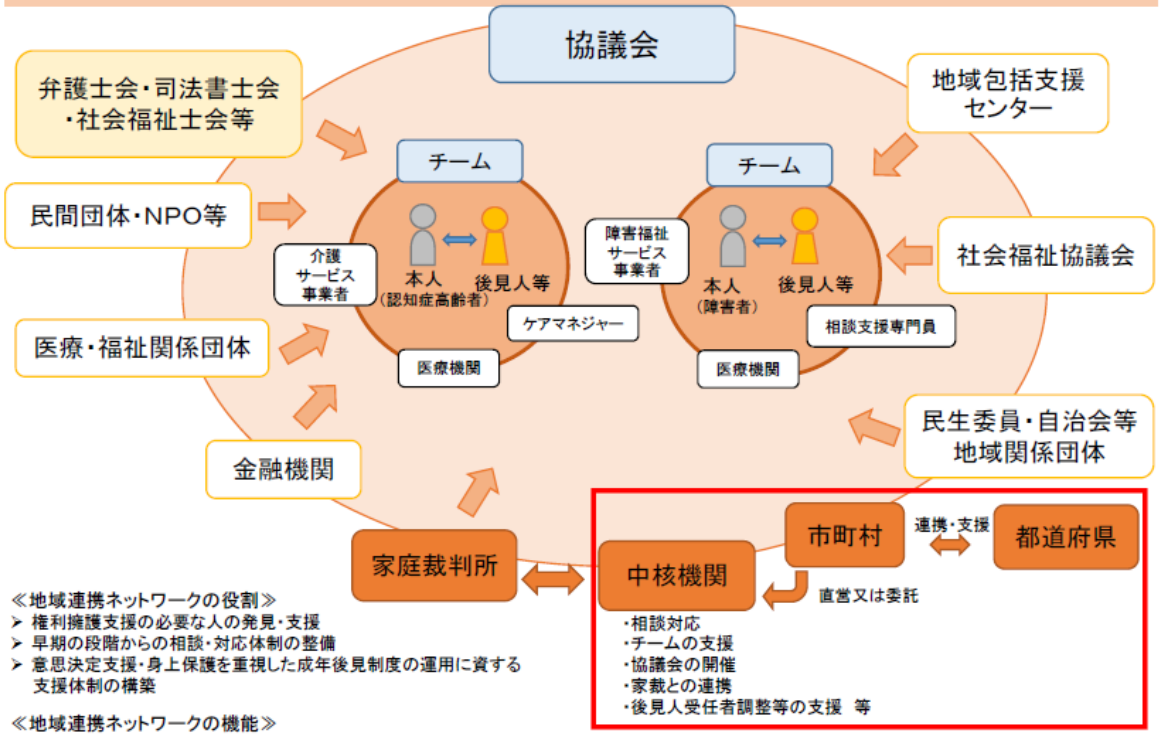 協議会
弁護士会・司法書士会
・社会福祉士会等
地域包括支援
センター
チーム
チーム
民間団体・NPO等
介護
サービス
事業者
本人
（認知症高齢者）
後見人等
障害福祉
サービス
事業者
本人
（障害者）
後見人等
社会福祉協議会
ケアマネジャー
相談支援専門員
医療・福祉関係団体
医療機関
医療機関
民生委員・自治会等
地域関係団体
金融機関
市町村
連携・支援
都道府県
家庭裁判所
中核機関
直営又は委託
・相談対応
・チームの支援
・協議会の開催
・家裁との連携
・後見人受任者調整等の支援 等
≪地域連携ネットワークの役割≫
➢ 権利擁護支援の必要な人の発見・支援
➢ 早期の段階からの相談・対応体制の整備
➢ 意思決定支援・身上保護を重視した成年後見制度の運用に資する
支援体制の構築
≪地域連携ネットワークの機能≫